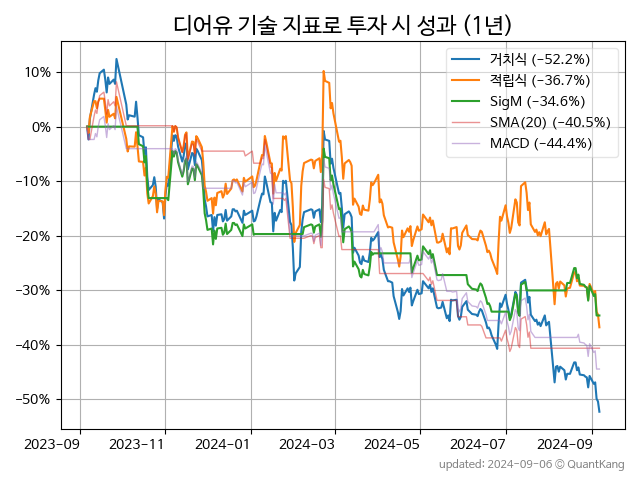 디어유 기술 지표로 투자 시 성과 (1년)
거치식 (−52.2%)
적립식 (−36.7%)
SigM (−34.6%)
SMA(20) (−40.5%)
MACD (−44.4%)
10%
0%
−10%
−20%
−30%
−40%
−50%
2023-09 2023-11 2024-01 2024-03 2024-05 2024-07 2024-09
updated: 2024-09-06 © QuantKang